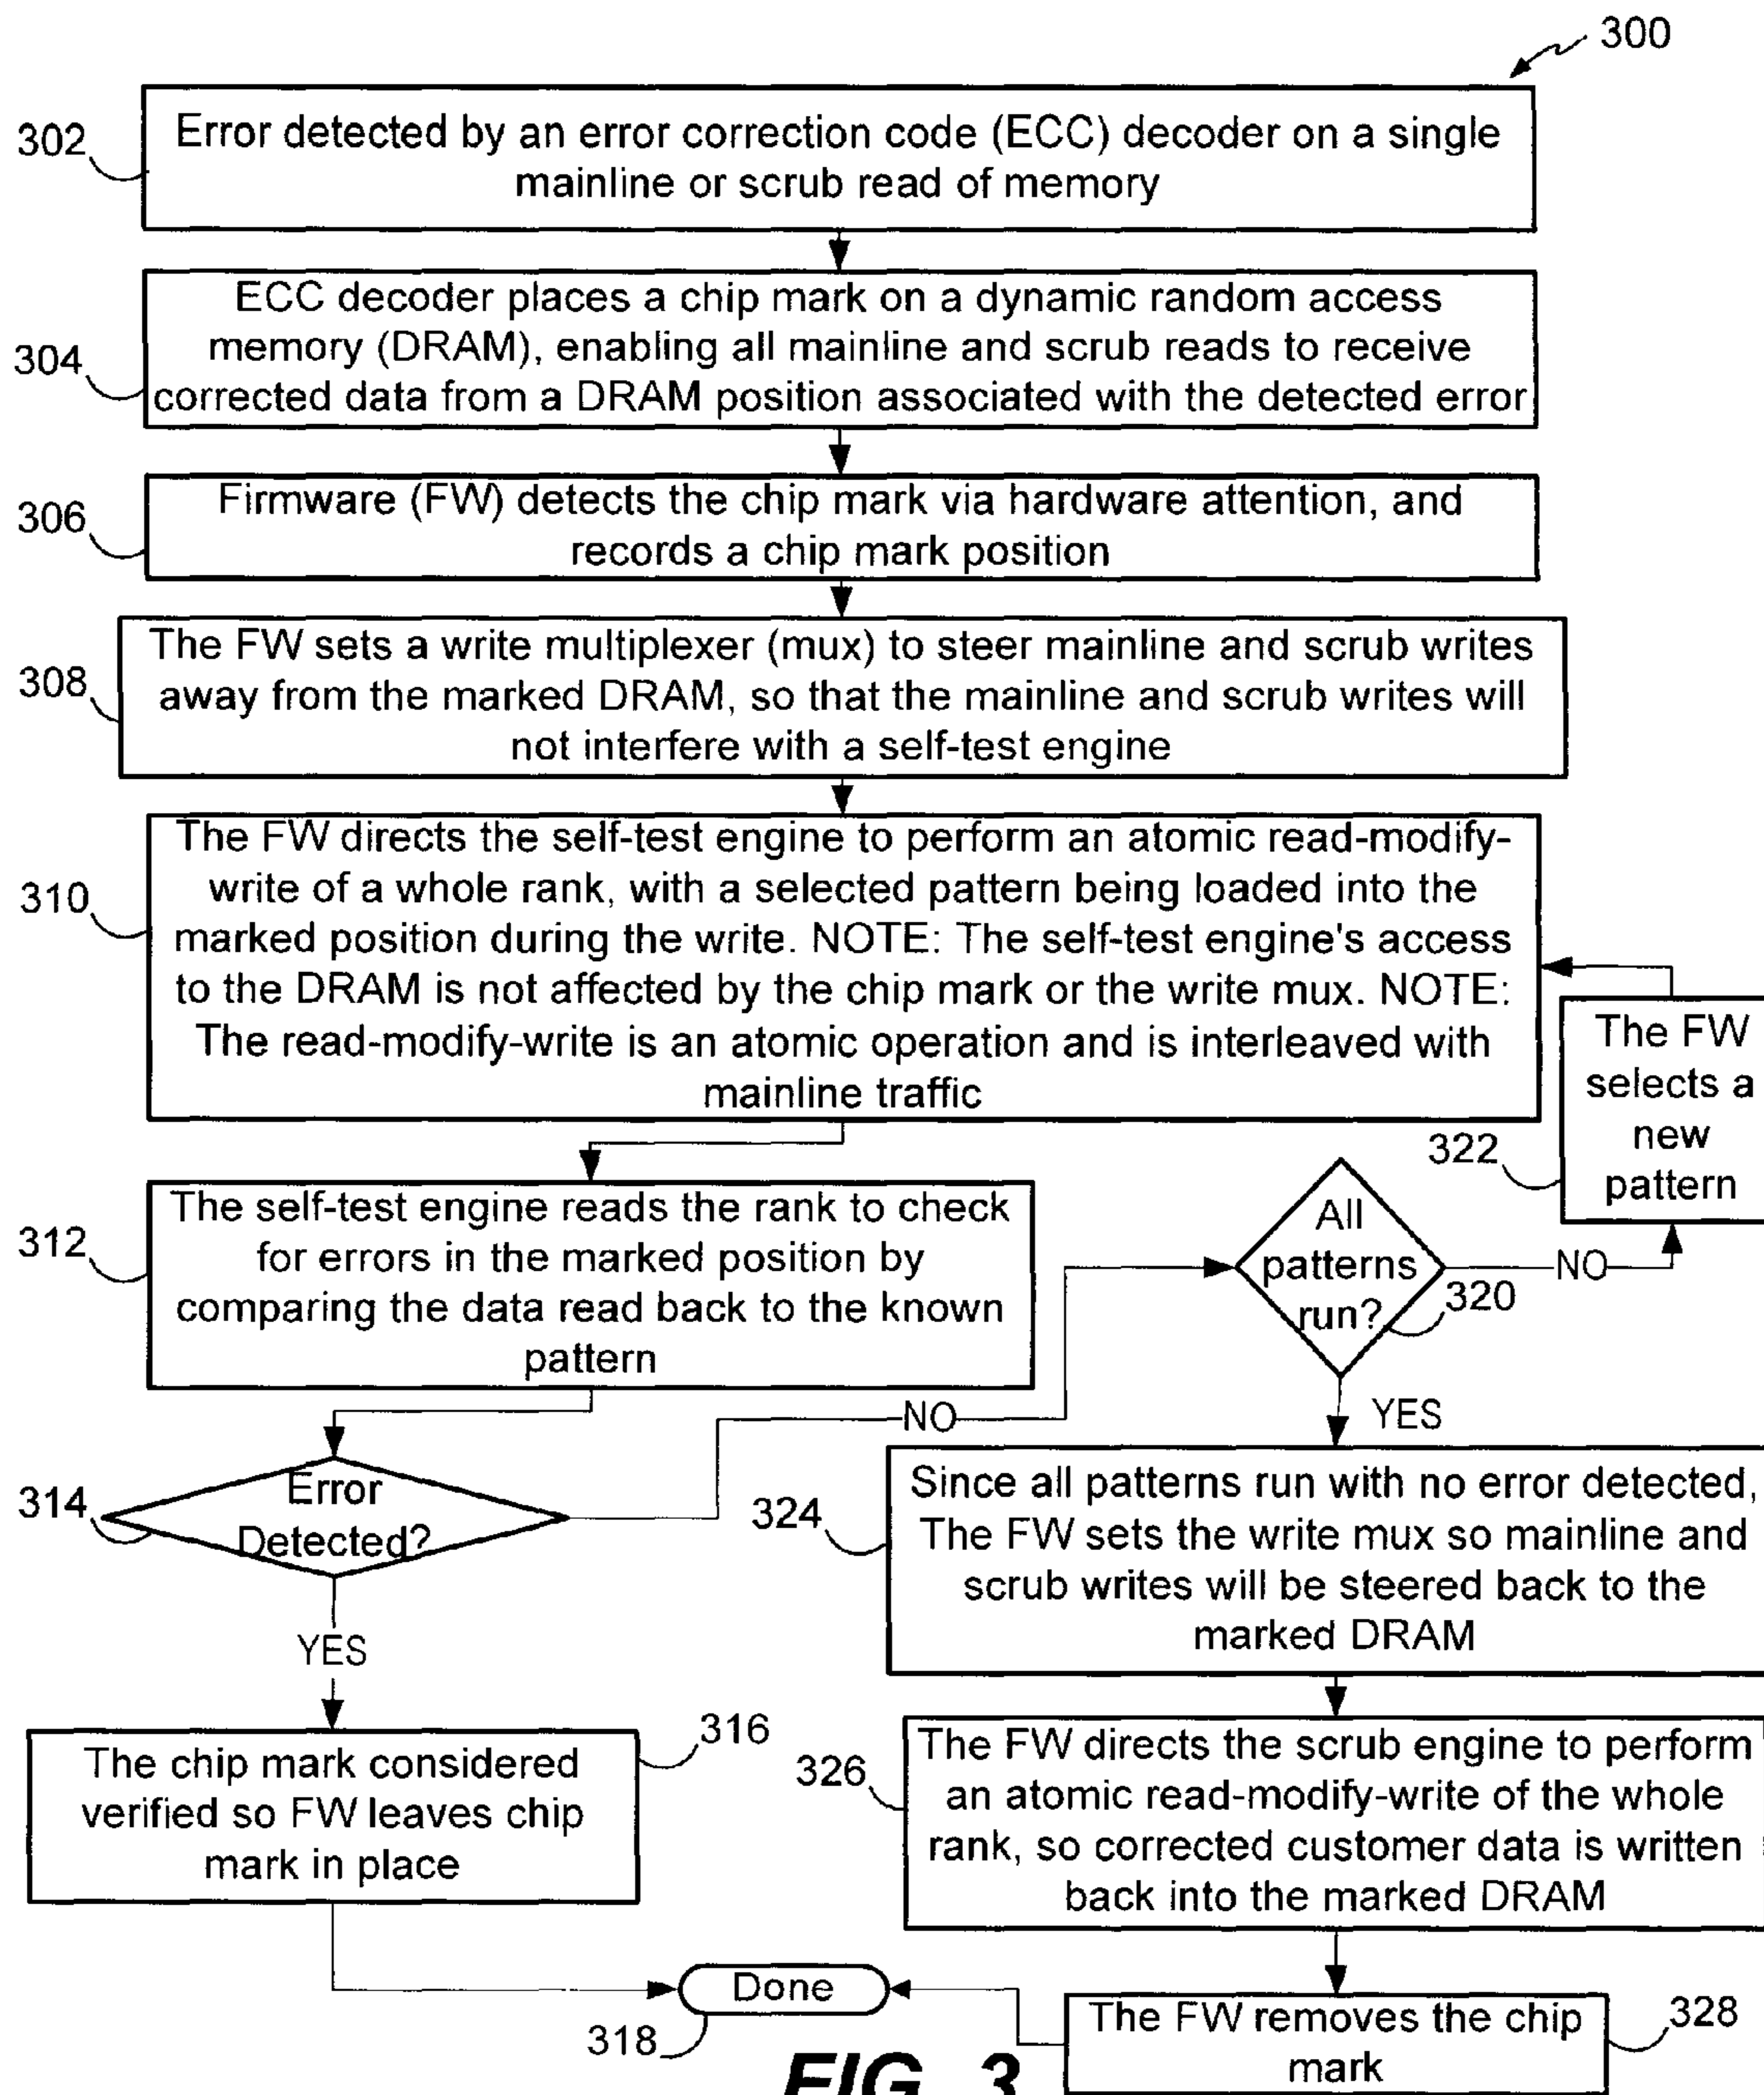 300
302
Error detected by an error correction code (ECC) decoder on a single
mainline or scrub read of memory
304
ECC decoder places a chip mark on a dynamic random access
memory (DRAM), enabling all mainline and scrub reads to receive
corrected data from a DRAM position associated with the detected error
306
Firmware (FW) detects the chip mark via hardware attention, and
records a chip mark position
308
The FW sets a write multiplexer (mux) to steer mainline and scrub writes
away from the marked DRAM, so that the mainline and scrub writes will
not interfere with a self-test engine
310
The FW directs the self-test engine to perform an atomic read-modify-
write of a whole rank, with a selected pattern being loaded into the
marked position during the write. NOTE: The self-test engine's access
to the DRAM is not affected by the chip mark or the write mux. NOTE:
The read-modify-write is an atomic operation and is interleaved with
mainline traffic
322
The FW
selects a
new
pattern
312
The self-test engine reads the rank to check
for errors in the marked position by
comparing the data read back to the known
pattern
All
patterns
run?
320
NO
YES
314
Error
Detected?
NO
YES
316
The chip mark considered
verified so FW leaves chip
mark in place
324
Since all patterns run with no error detected,
The FW sets the write mux so mainline and
scrub writes will be steered back to the
marked DRAM
326
The FW directs the scrub engine to perform
an atomic read-modify-write of the whole
rank, so corrected customer data is written
back into the marked DRAM
Done
318
The FW removes the chip
mark
328
FIG. 3